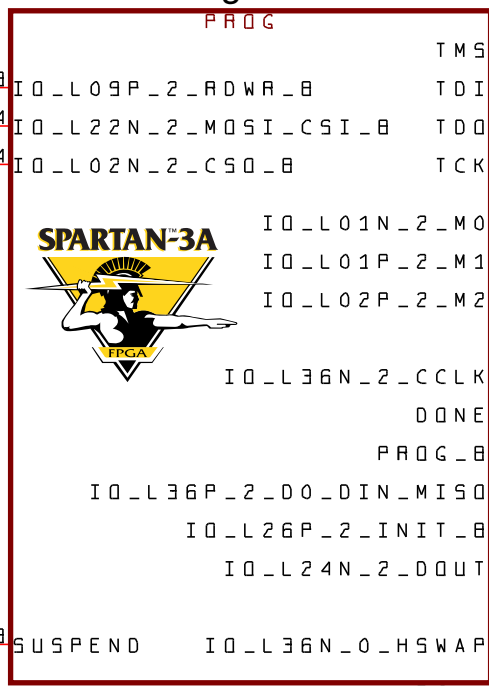 PROG
TMS
IO_L09P_2_RDWR_B TDI
IO_L22N_2_MOSI_CSI_B TDO
IO_L02N_2_CSO_B TCK
SPARTAN™-3A
FPGA
IO_L01N_2_M0
IO_L01P_2_M1
IO_L02P_2_M2
IO_L36N_2_CCLK
DONE
PROG_B
IO_L36P_2_D0_DIN_MISO
IO_L26P_2_INIT_B
IO_L24N_2_DOUT
SUSPEND IO_L36N_0_HSWAP